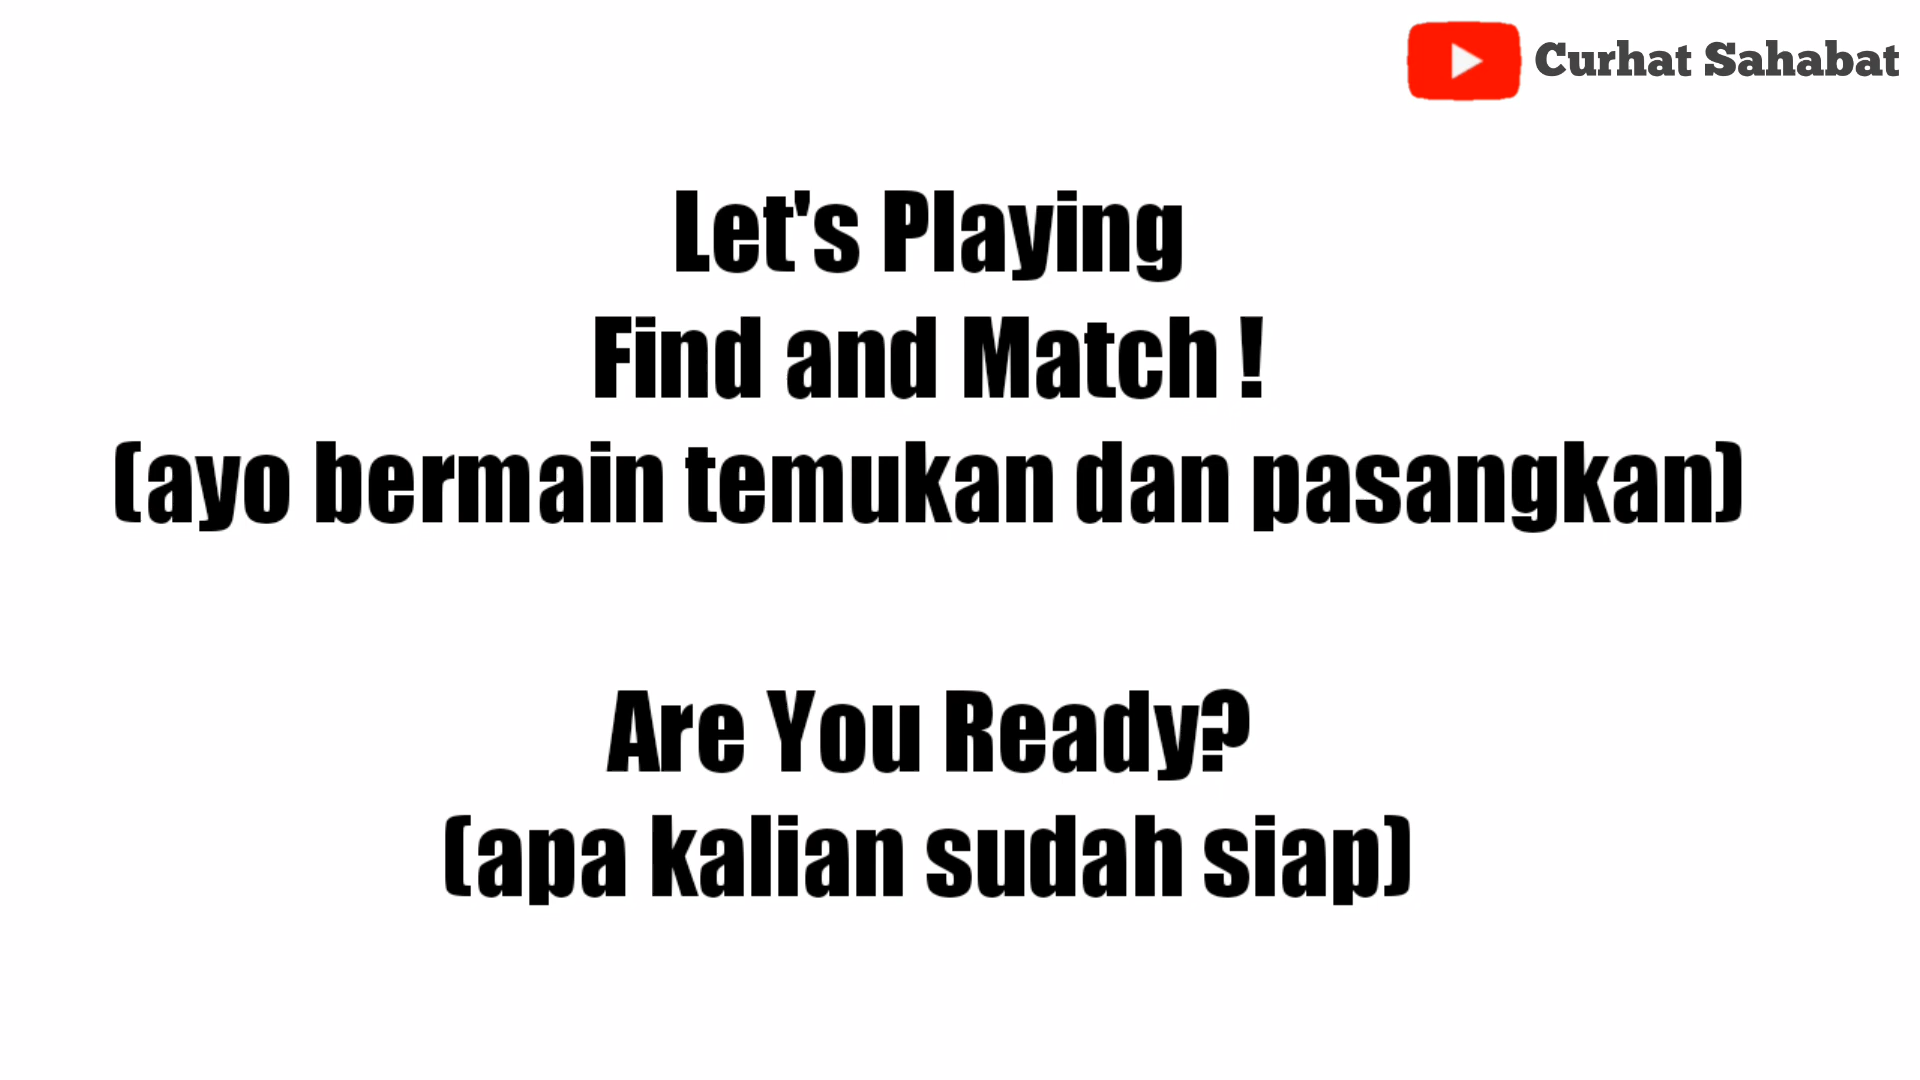 Curhat Sahabat
Let's Playing
Find and Match !
(ayo bermain temukan dan pasangkan)
Are You Ready?
(apa kalian sudah siap)